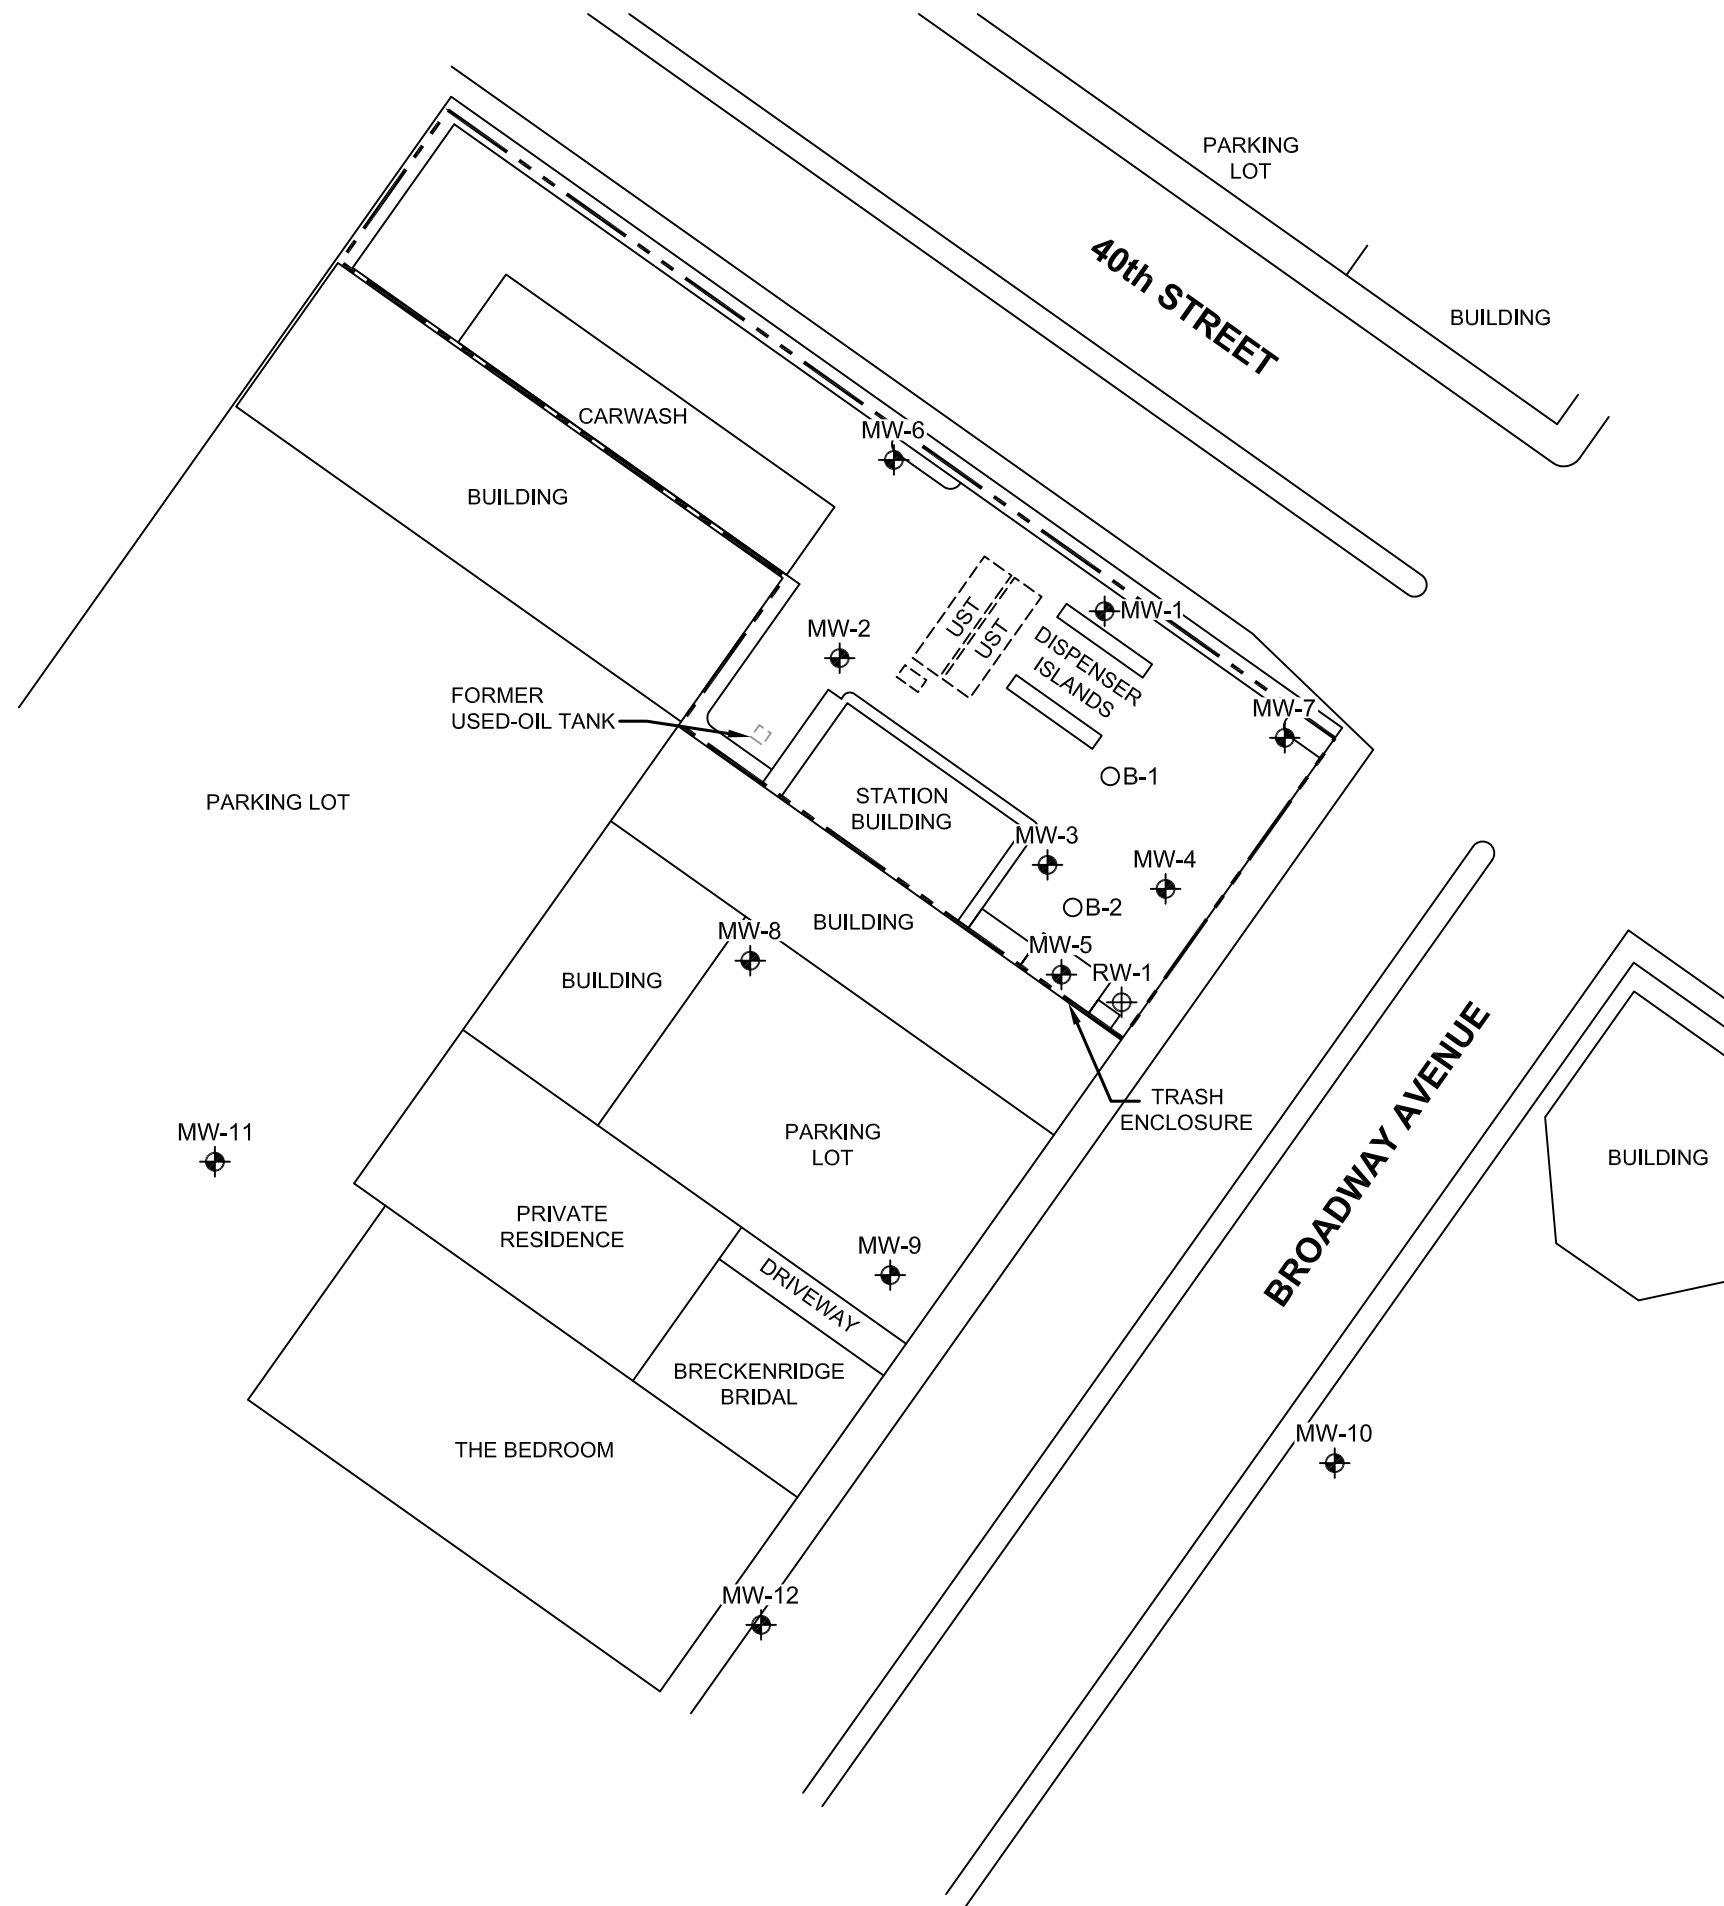 PARKING
LOT
40th STREET
BUILDING
CARWASH
MW-6
BUILDING
UST
UST
MW-1
DISPENSER
ISLANDS
MW-2
FORMER
USED-OIL TANK
MW-7
B-1
STATION
BUILDING
PARKING LOT
MW-3
MW-4
B-2
BUILDING
MW-8
MW-5
RW-1
BUILDING
TRASH
ENCLOSURE
BROADWAY AVENUE
MW-11
PARKING
LOT
BUILDING
PRIVATE
RESIDENCE
MW-9
DRIVEWAY
BRECKENRIDGE
BRIDAL
THE BEDROOM
MW-10
MW-12